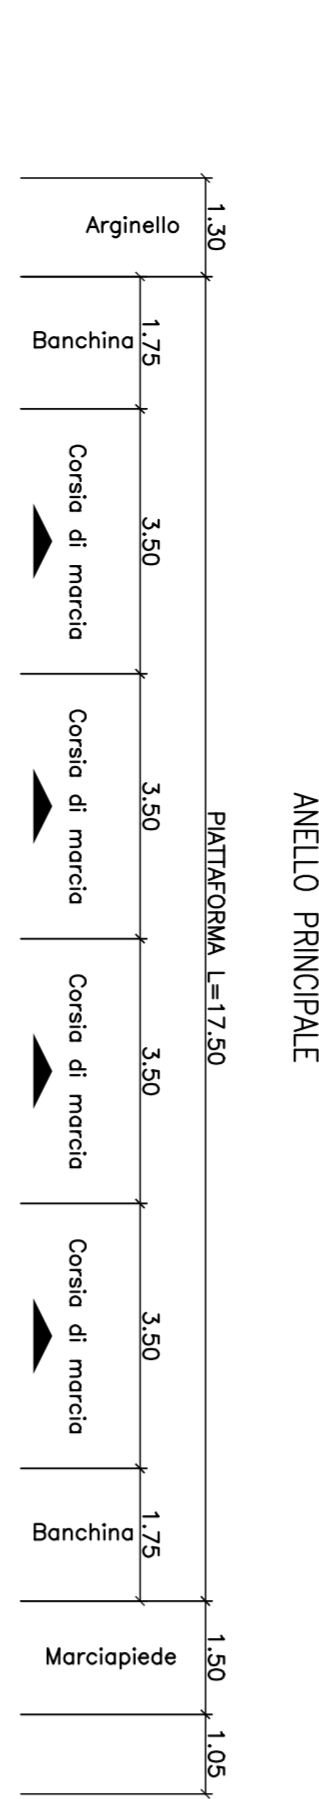 ANELLO PRINCIPALE
1.30
PIATTAFORMA L=17.50
1.50
1.05
1.75
3.50
3.50
3.50
3.50
1.75
Arginello
Banchina
Corsia di marcia
Corsia di marcia
Corsia di marcia
Corsia di marcia
Banchina
Marciapiede